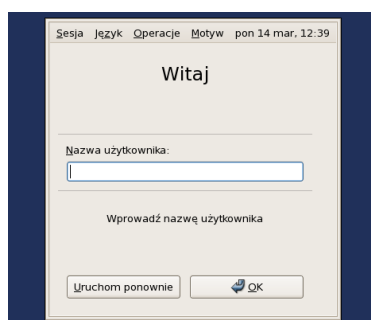 Sesja Język Operacje Motyw pon 14 mar, 12:39
Witaj
Nazwa użytkownika:
Wprowadź nazwę użytkownika
Uruchom ponownie OK